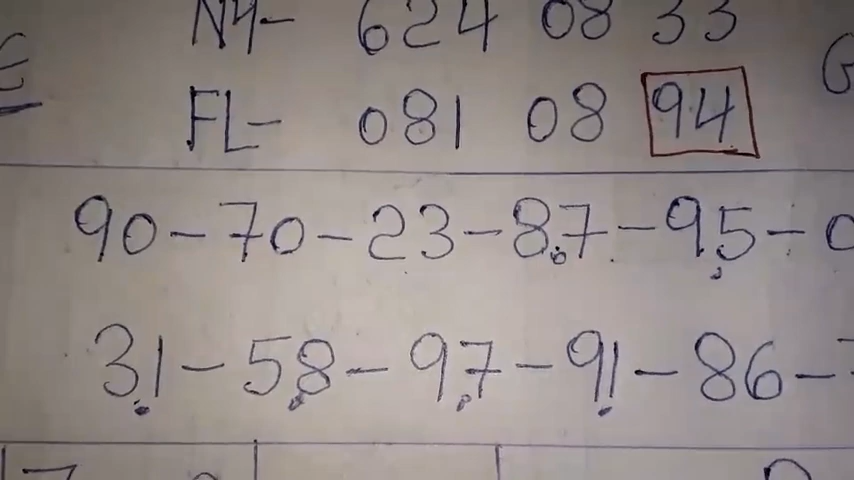 NY- 624 08 33
FL- 081 08 94
90-70-23-87-95-
31-58-97-91-86-